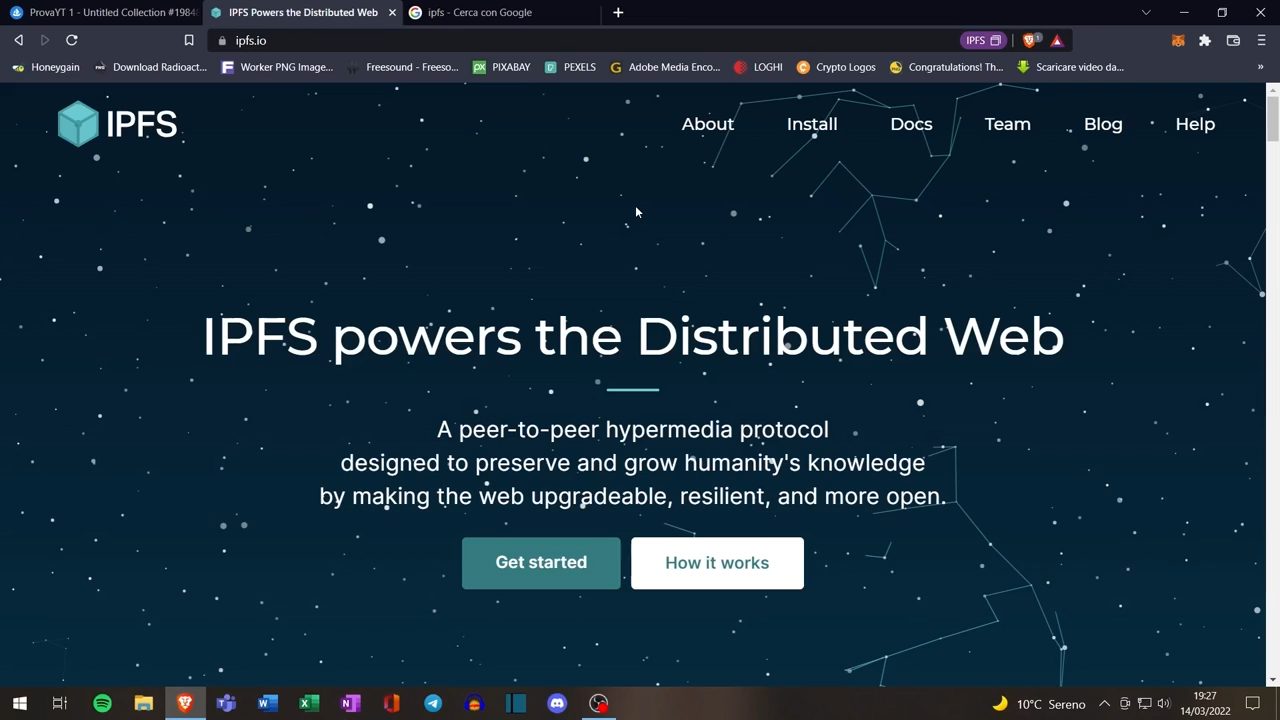 ProvaYT 1 - Untitled Collection #1984
IPFS Powers the Distributed Web
ipfs - Cerca con Google
ipfs.io
IPFS
1
Honeygain
Download Radioact...
Worker PNG Image...
Freesound - Freeso...
PIXABAY
PEXELS
Adobe Media Enco...
LOGHI
Crypto Logos
Congratulations! Th...
Scaricare video da...
»
IPFS
About
Install
Docs
Team
Blog
Help
IPFS powers the Distributed Web
A peer-to-peer hypermedia protocol
designed to preserve and grow humanity's knowledge
by making the web upgradeable, resilient, and more open.
Get started
How it works
10°C Sereno
19:27
14/03/2022